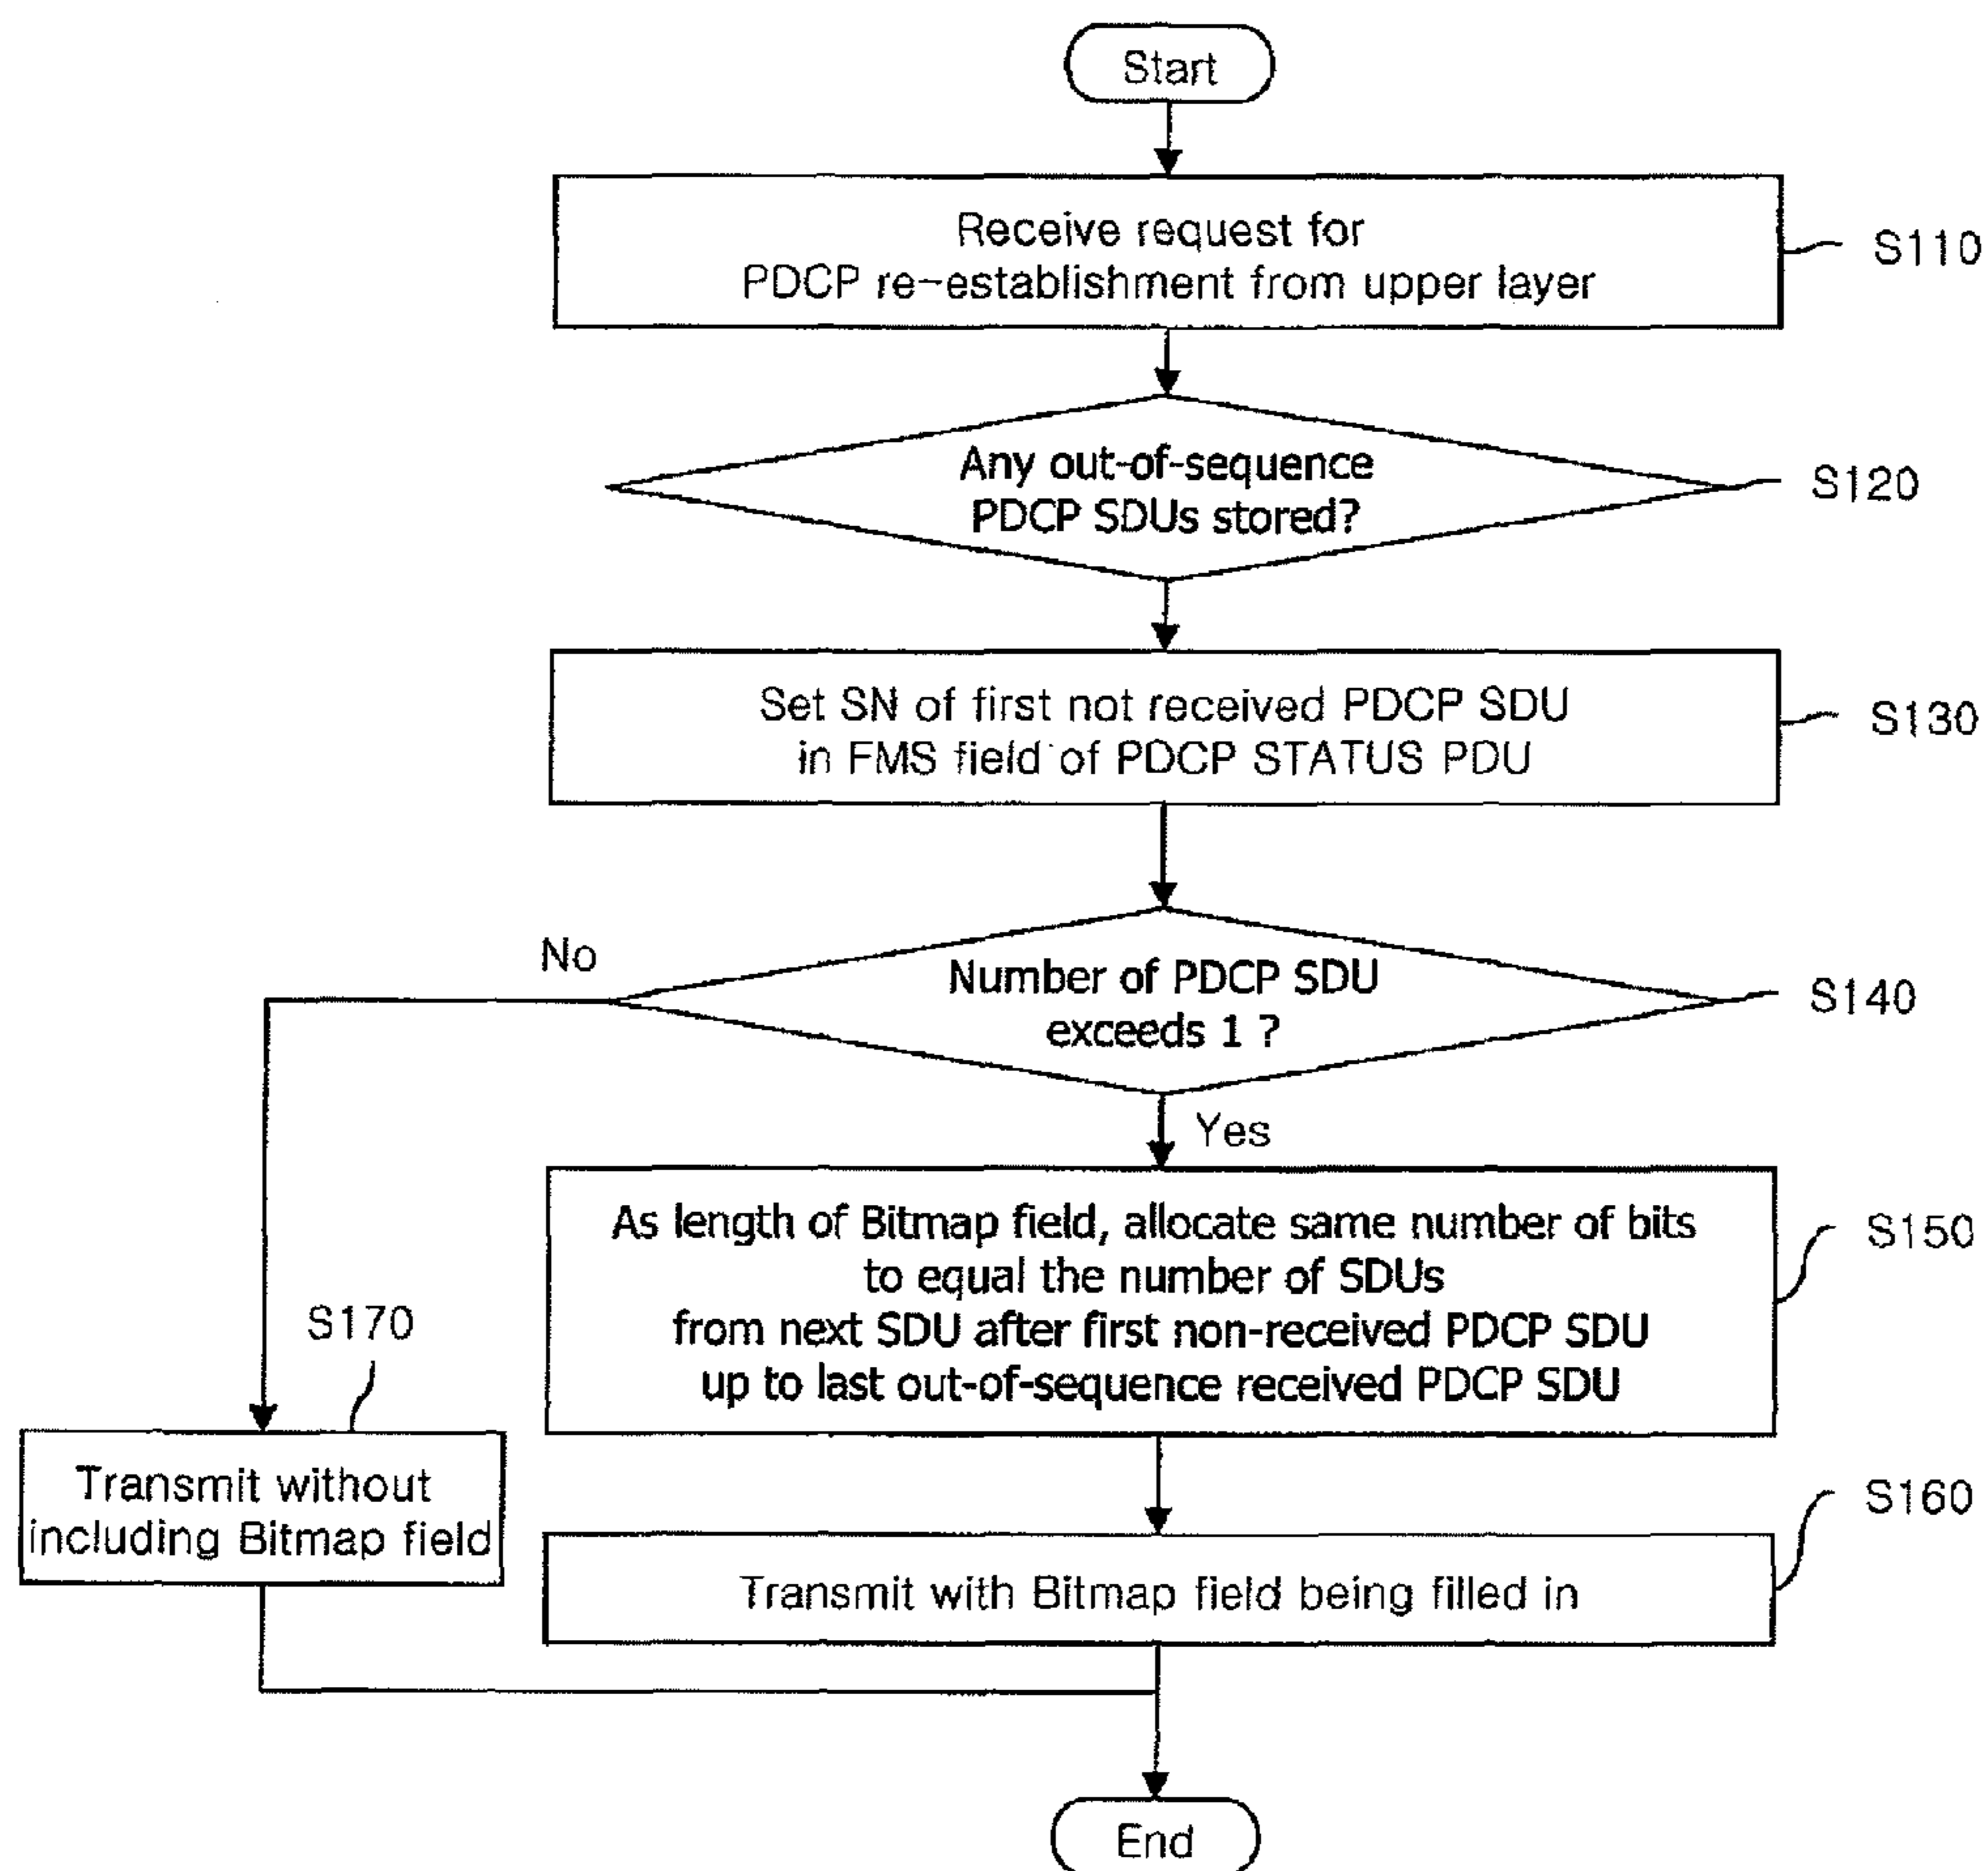 Start
Receive request for
PDCP re-establishment from upper layer
S110
Any out-of-sequence
PDCP SDUs stored?
S120
Set SN of first not received PDCP SDU
in FMS field of PDCP STATUS PDU
S130
No
Number of PDCP SDU
exceeds 1 ?
S140
Yes
As length of Bitmap field, allocate same number of bits
to equal the number of SDUs
from next SDU after first non-received PDCP SDU
up to last out-of-sequence received PDCP SDU
S150
S170
Transmit without
including Bitmap field
S160
Transmit with Bitmap field being filled in
End